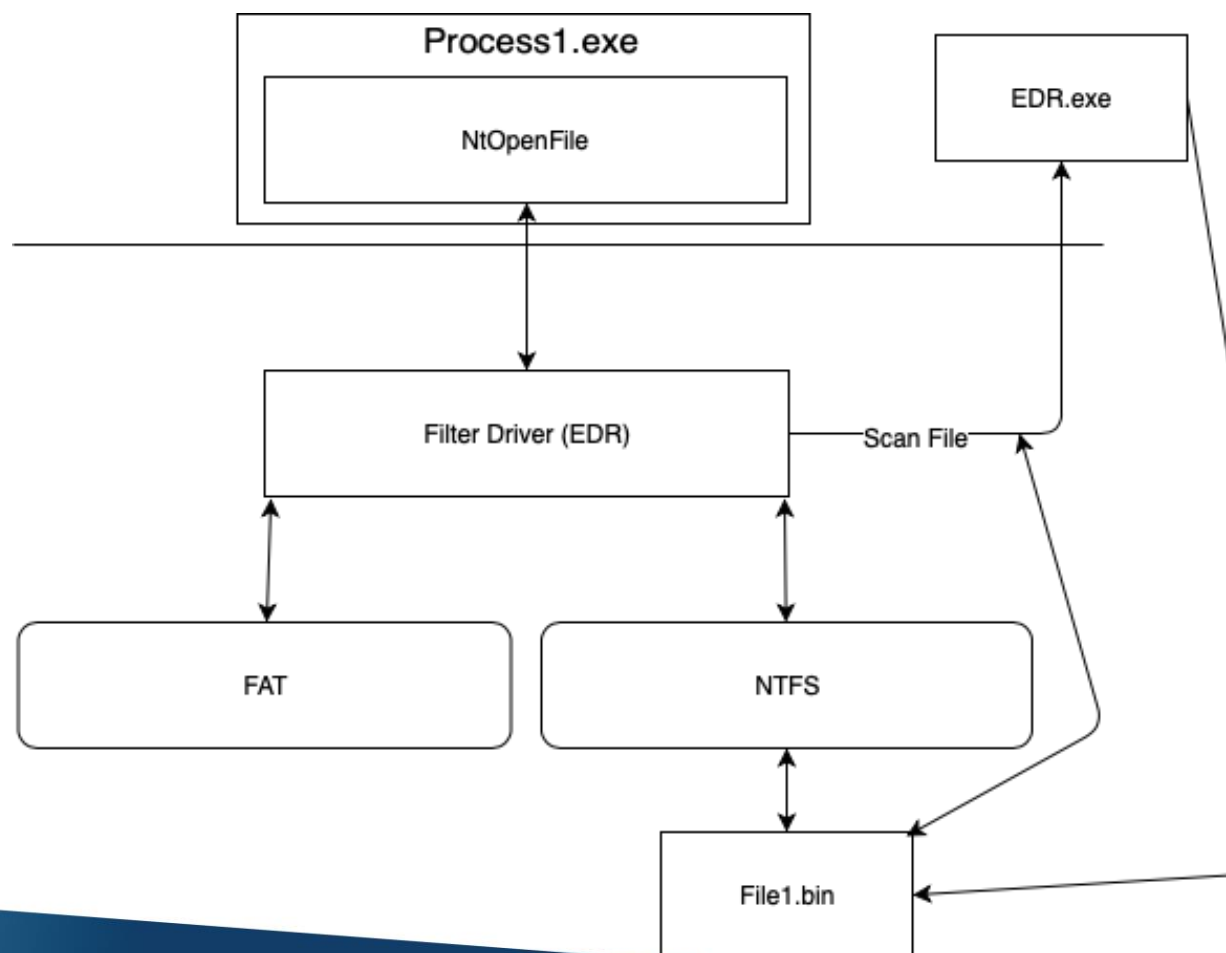 Process1.exe
EDR.exe
NtOpenFile
Filter Driver (EDR)
Scan File
FAT
NTFS
File1.bin